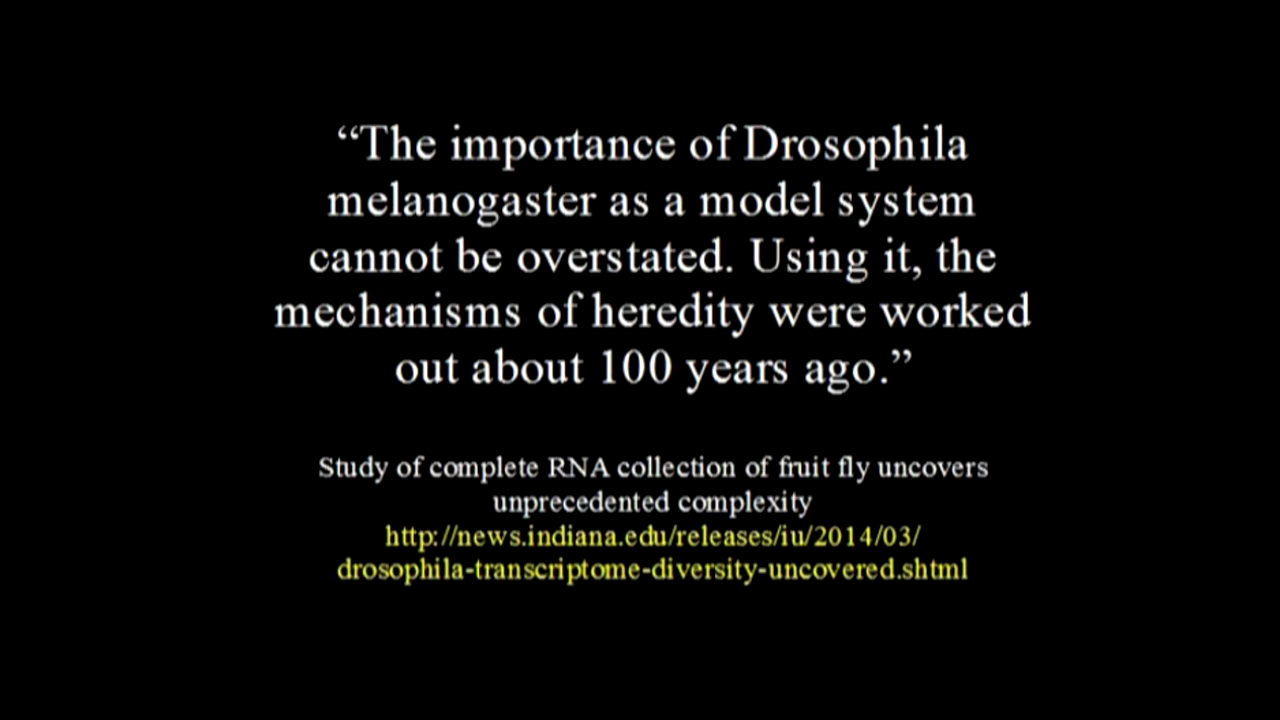 “The importance of Drosophila
melanogaster as a model system
cannot be overstated. Using it, the
mechanisms of heredity were worked
out about 100 years ago.”
Study of complete RNA collection of fruit fly uncovers
unprecedented complexity
http://news.indiana.edu/releases/iu/2014/03/
drosophila-transcriptome-diversity-uncovered.shtml